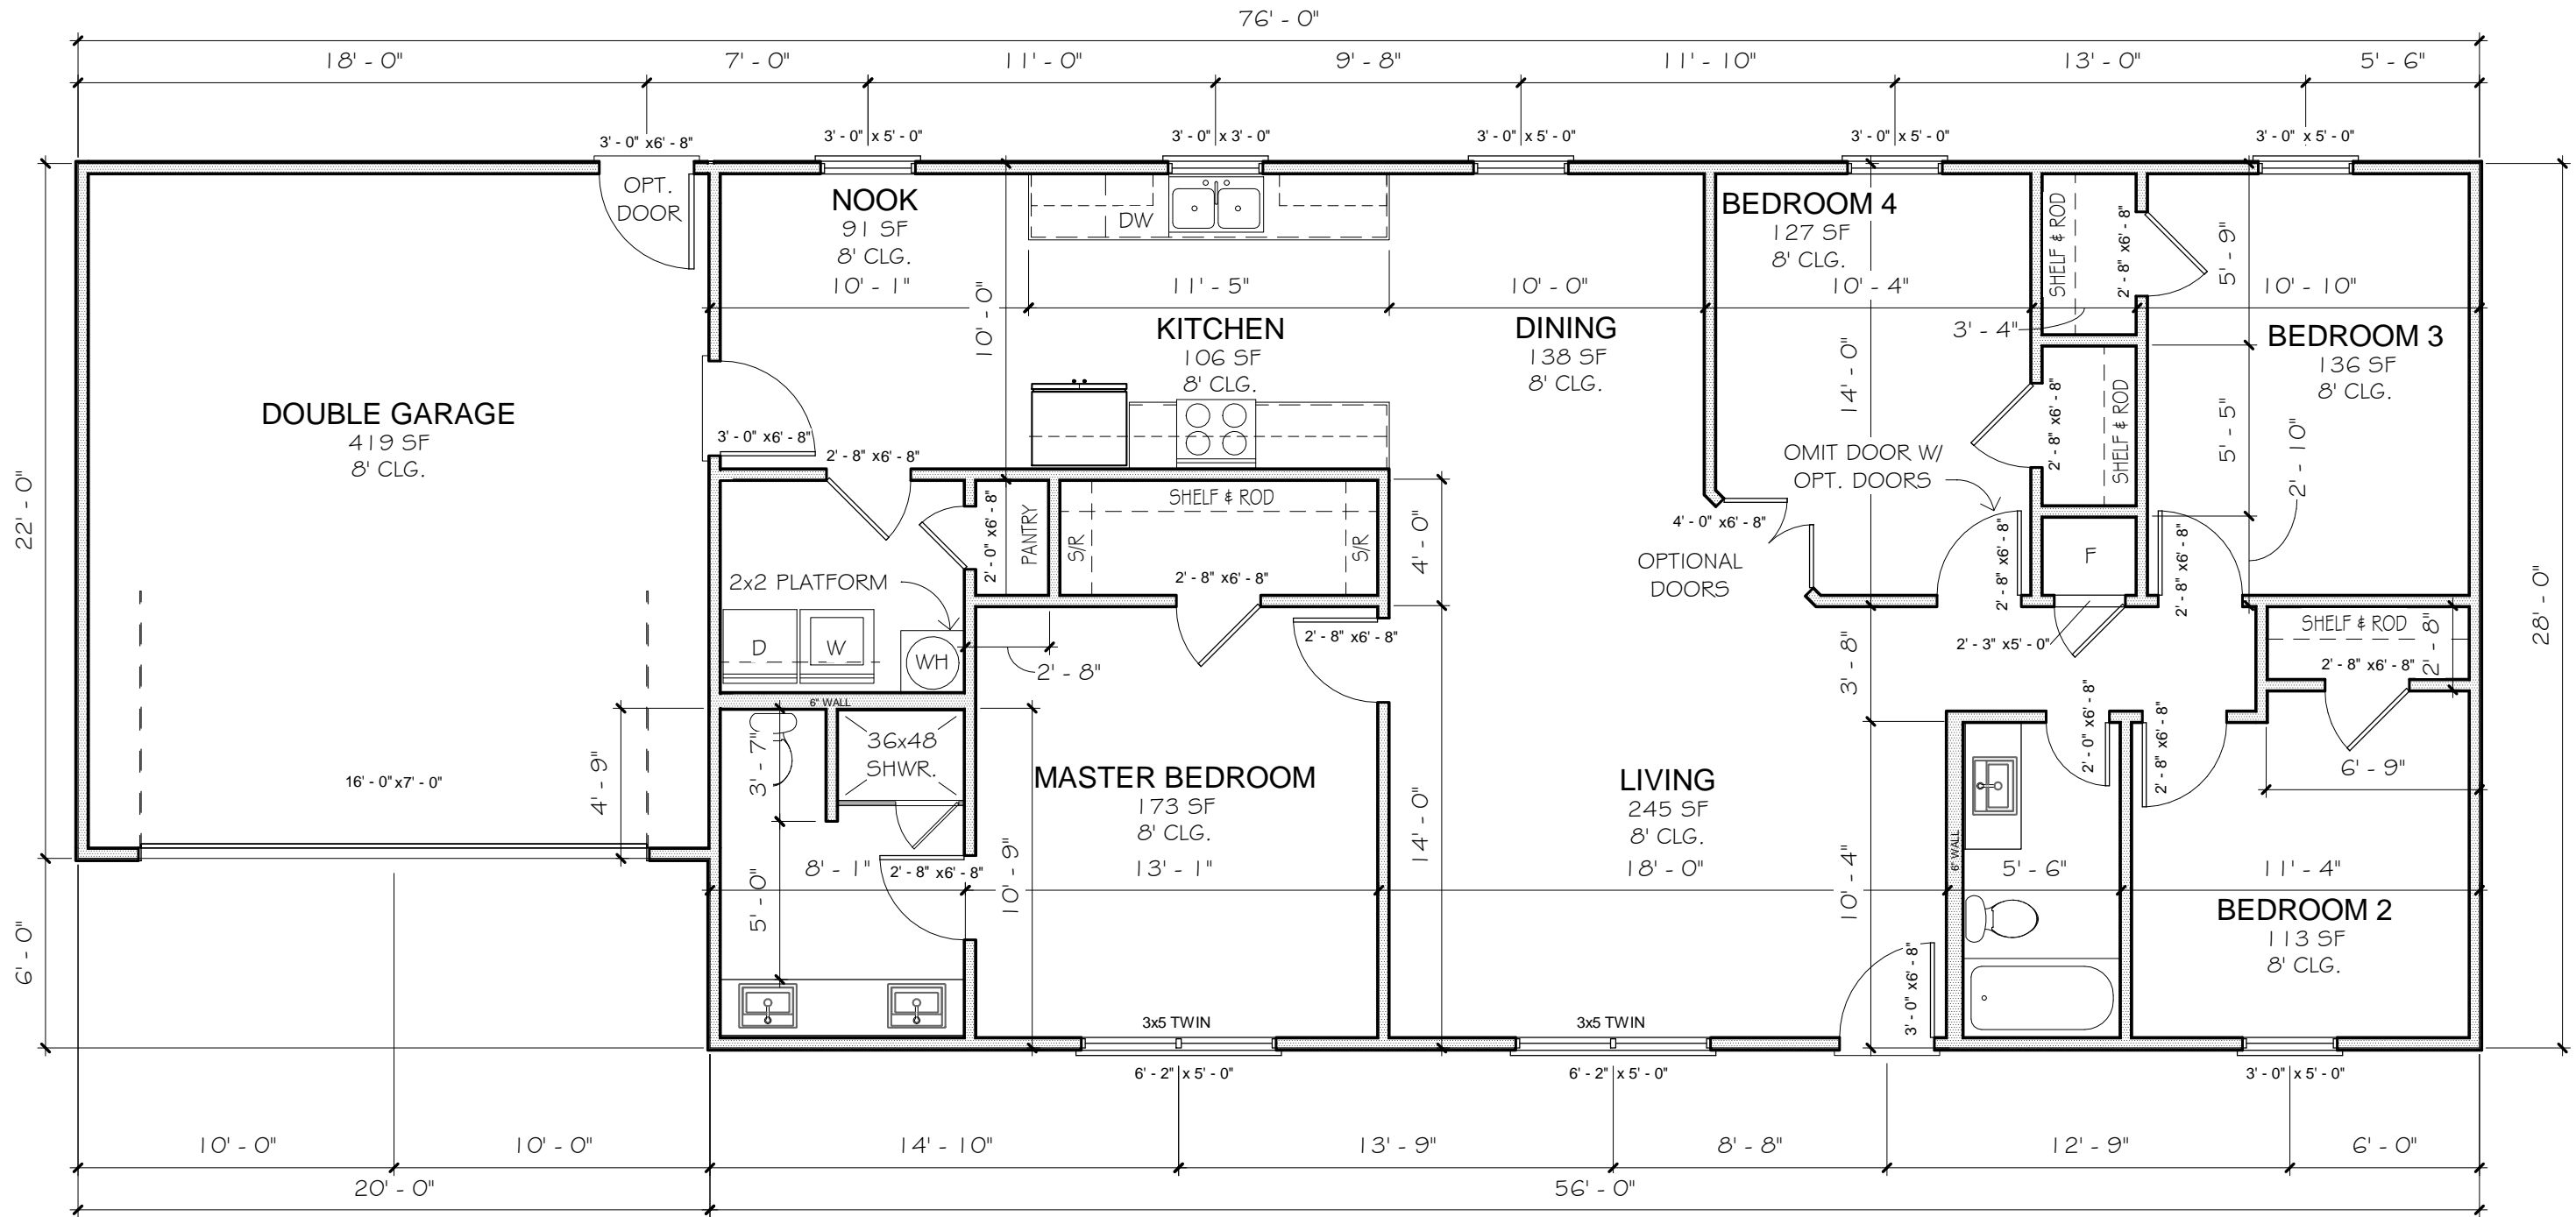 76' - 0"
18' - 0"
7' - 0"
11' - 0"
9' - 8"
11' - 10"
13' - 0"
5' - 6"
3' - 0" x6' - 8"
3' - 0" x 5' - 0"
3' - 0" x 3' - 0"
3' - 0" x 5' - 0"
3' - 0" x 5' - 0"
3' - 0" x 5' - 0"
OPT.
DOOR
NOOK
91 SF
8' CLG.
10' - 1"
10' - 0"
DW
11' - 5"
KITCHEN
106 SF
8' CLG.
10' - 0"
DINING
138 SF
8' CLG.
BEDROOM 4
127 SF
8' CLG.
10' - 4"
14' - 0"
SHELF & ROD
2' - 8" x6' - 8"
5' - 9"
10' - 10"
3' - 4"
BEDROOM 3
136 SF
8' CLG.
2' - 8" x6' - 8"
SHELF & ROD
5' - 5"
2' - 10"
DOUBLE GARAGE
419 SF
8' CLG.
3' - 0" x6' - 8"
2' - 8" x6' - 8"
22' - 0"
28' - 0"
OMIT DOOR W/
OPT. DOORS
2' - 0" x6' - 8"
PANTRY
SHELF & ROD
S/R
S/R
2' - 8" x6' - 8"
4' - 0"
4' - 0" x6' - 8"
OPTIONAL
DOORS
2' - 8" x6' - 8"
F
2' - 8" x6' - 8"
2x2 PLATFORM
D
W
WH
2' - 8"
2' - 8" x6' - 8"
3' - 8"
2' - 3" x5' - 0"
SHELF & ROD
2' - 8" x6' - 8"
2' - 8"
6" WALL
3' - 7"
36x48
SHWR.
4' - 9"
16' - 0" x7' - 0"
MASTER BEDROOM
173 SF
8' CLG.
13' - 1"
14' - 0"
LIVING
245 SF
8' CLG.
18' - 0"
2' - 0" x6' - 8"
2' - 8" x6' - 8"
6' - 9"
8' - 1"
2' - 8" x6' - 8"
5' - 0"
10' - 9"
10' - 4"
6" WALL
5' - 6"
11' - 4"
BEDROOM 2
113 SF
8' CLG.
6' - 0"
3' - 0" x6' - 8"
3x5 TWIN
3x5 TWIN
6' - 2" x 5' - 0"
6' - 2" x 5' - 0"
3' - 0" x 5' - 0"
10' - 0"
10' - 0"
14' - 10"
13' - 9"
8' - 8"
12' - 9"
6' - 0"
20' - 0"
56' - 0"